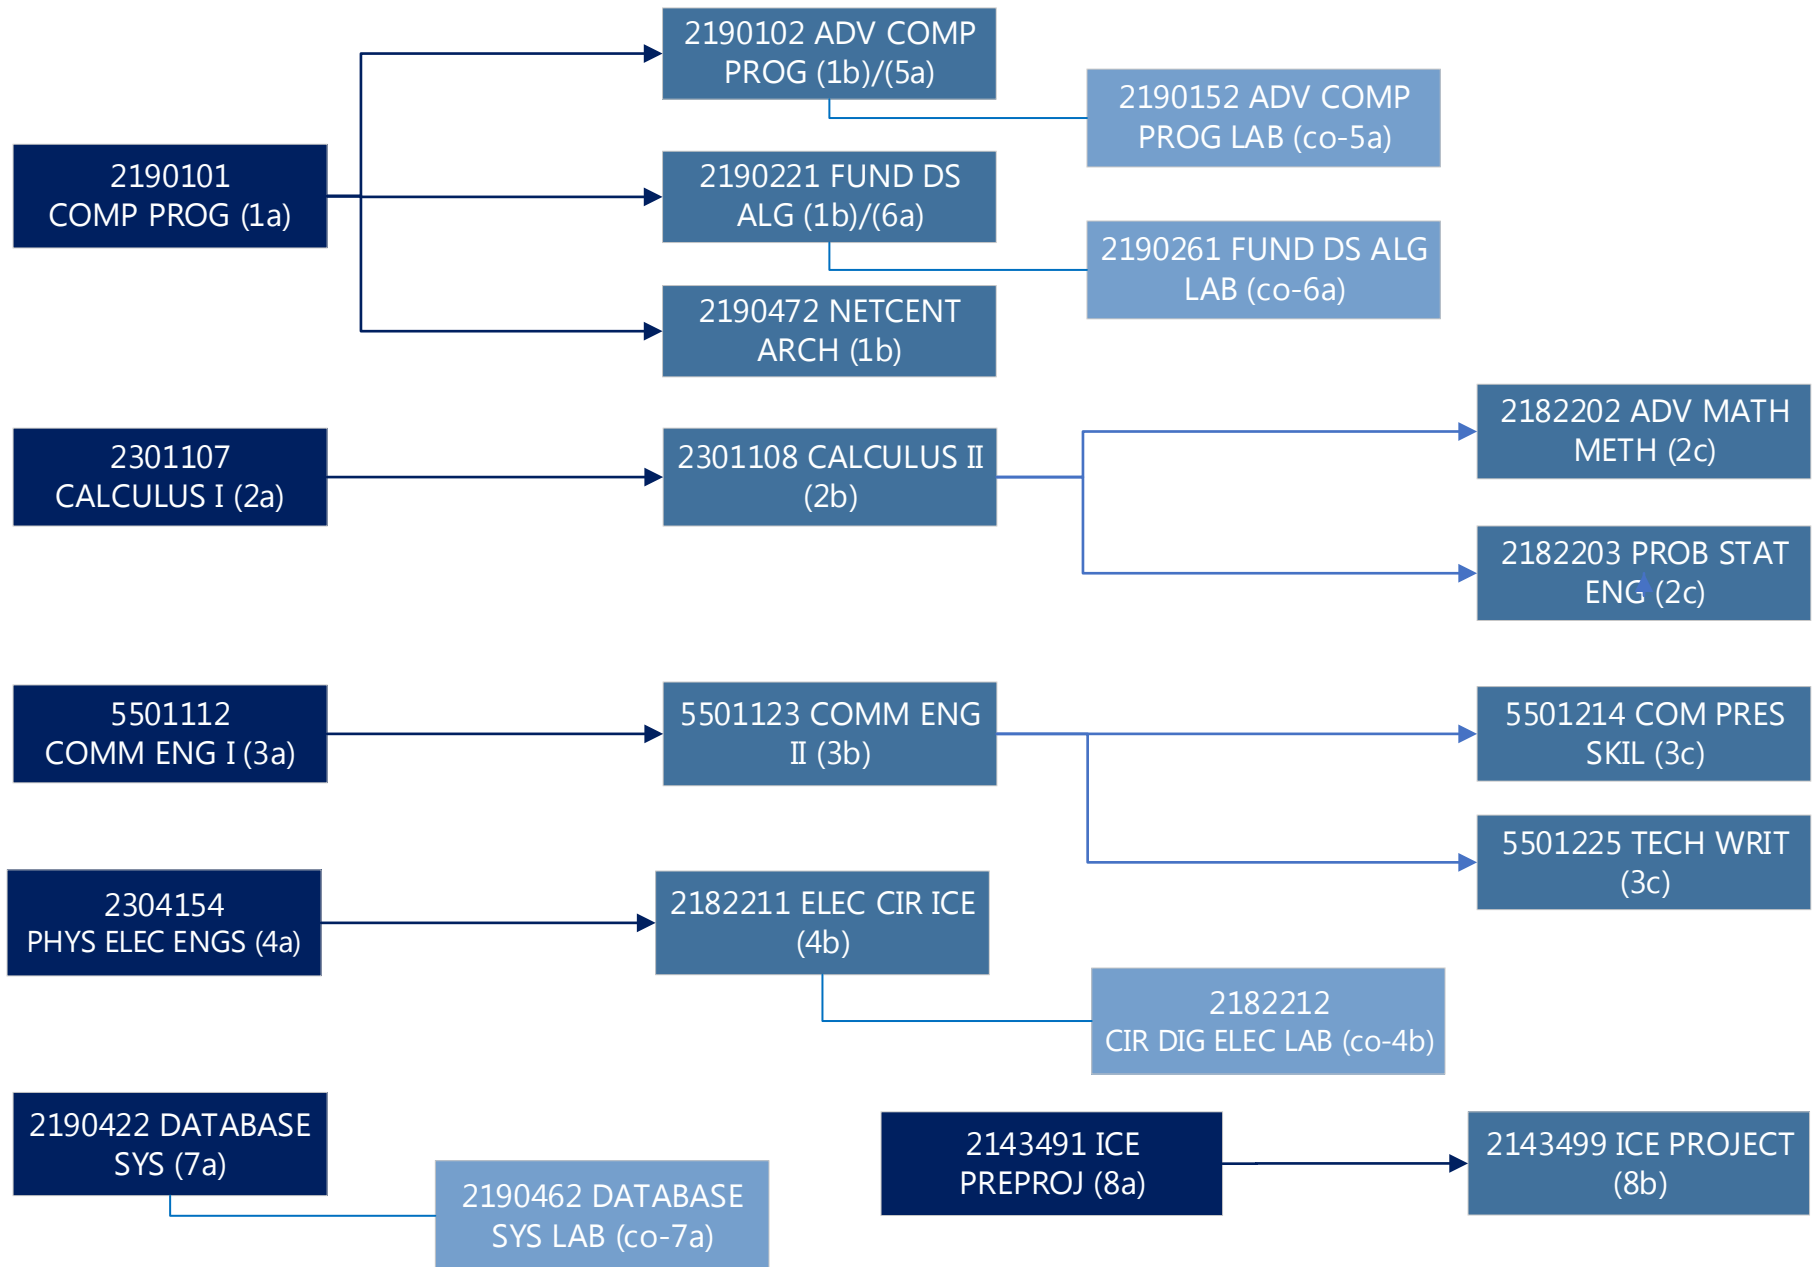 2190102 ADV COMP
PROG (1b)/(5a)
2190152 ADV COMP
PROG LAB (co-5a)
2190101
COMP PROG (1a)
2190221 FUND DS
ALG (1b)/(6a)
2190261 FUND DS ALG
LAB (co-6a)
2190472 NETCENT
ARCH (1b)
2301107
CALCULUS I (2a)
2301108 CALCULUS II
(2b)
2182202 ADV MATH
METH (2c)
2182203 PROB STAT
ENG (2c)
5501112
COMM ENG I (3a)
5501123 COMM ENG
II (3b)
5501214 COM PRES
SKIL (3c)
5501225 TECH WRIT
(3c)
2304154
PHYS ELEC ENGS (4a)
2182211 ELEC CIR ICE
(4b)
2182212
CIR DIG ELEC LAB (co-4b)
2190422 DATABASE
SYS (7a)
2190462 DATABASE
SYS LAB (co-7a)
2143491 ICE
PREPROJ (8a)
2143499 ICE PROJECT
(8b)